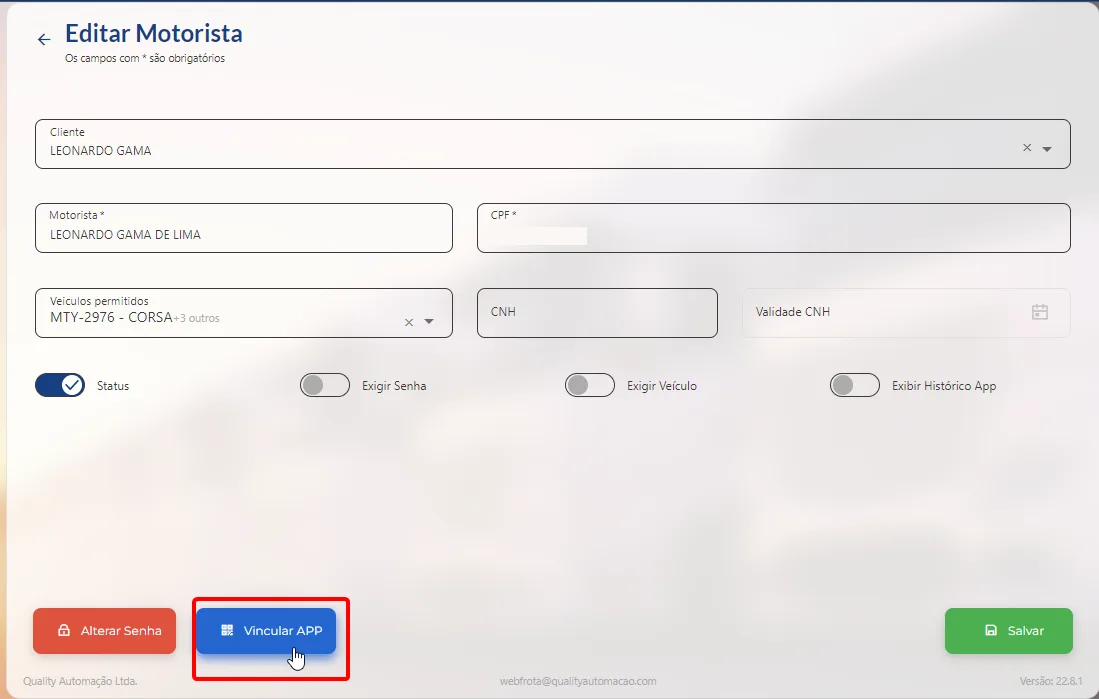 Editar Motorista
Os campos com * são obrigatórios
Cliente
LEONARDO GAMA
Motorista *
LEONARDO GAMA DE LIMA
CPF *
Veículos permitidos
MTY-2976 - CORSA+3 outros
CNH
Validade CNH
Status
Exigir Senha
Exigir Veículo
Exibir Histórico App
Alterar Senha
Vincular APP
Salvar
Quality Automação Ltda.
webfrota@qualityautomacao.com
Versão: 22.8.1